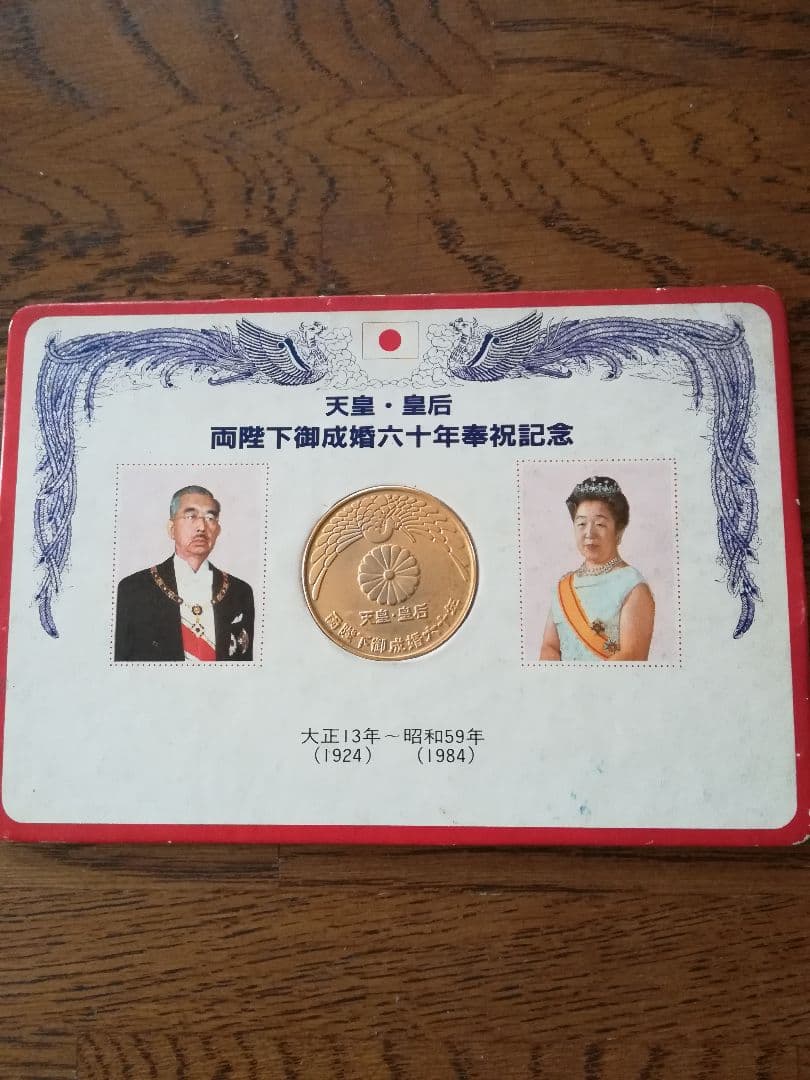 天皇・皇后
両陛下御成婚六十年奉祝記念
天皇・皇后
両陛下御成婚六十年
大正13年～昭和59年
(1924) (1984)